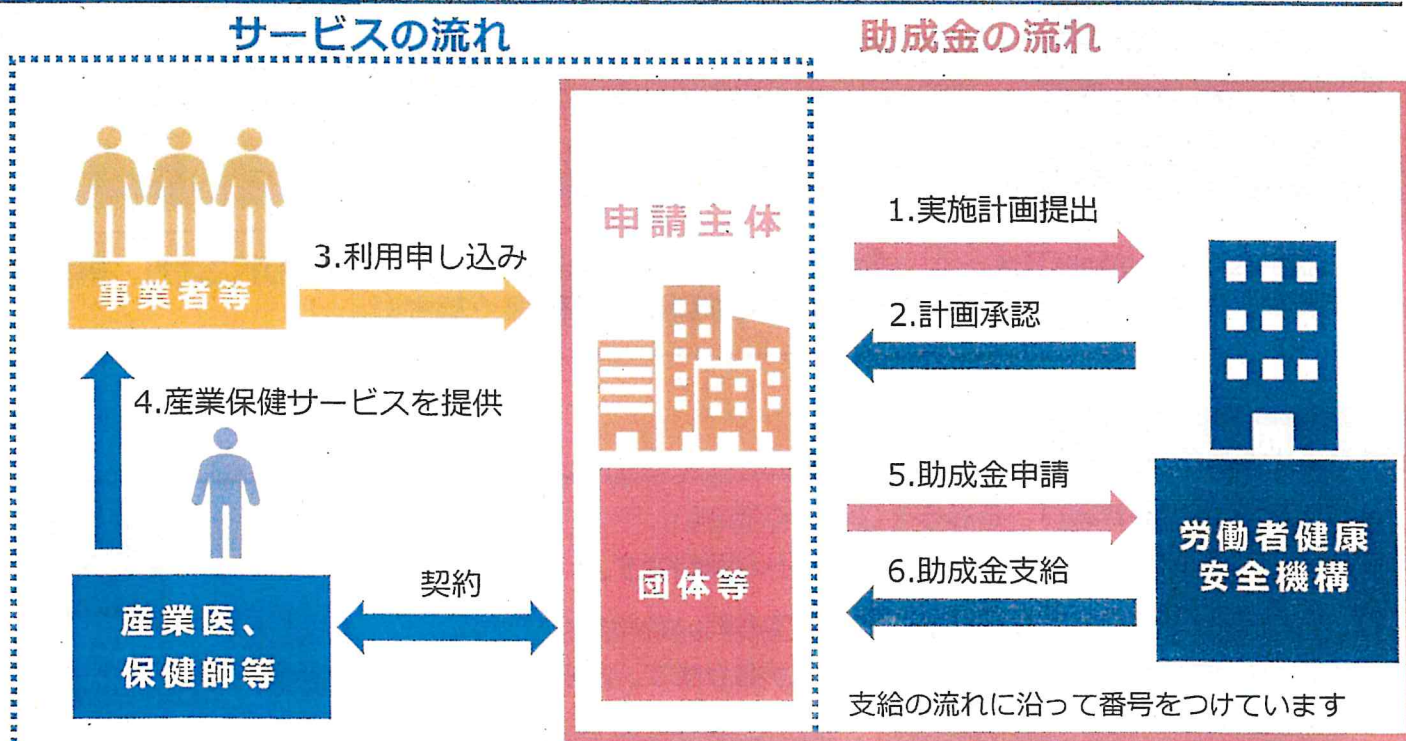 サービスの流れ
助成金の流れ
申請主体
1.実施計画提出
3.利用申し込み
事業者等
2.計画承認
4.産業保健サービスを提供
5.助成金申請
労働者健康
安全機構
契約
団体等
6.助成金支給
産業医、
保健師等
支給の流れに沿って番号をつけています